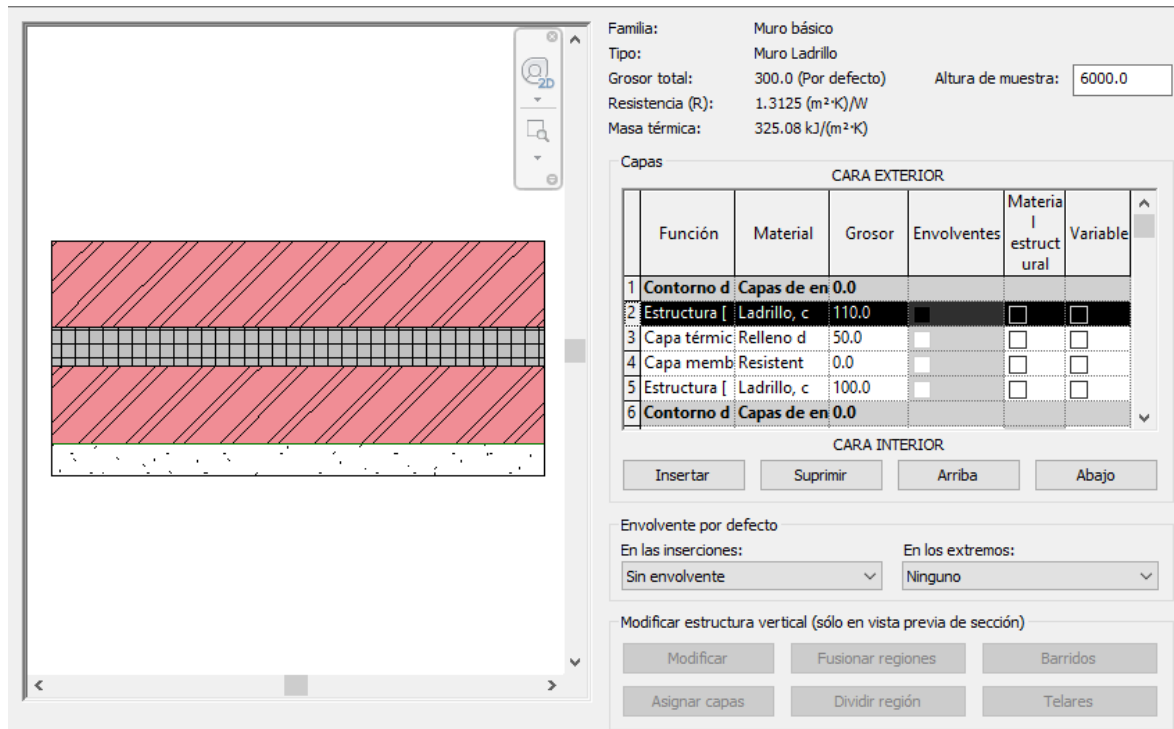 2D
Familia: Muro básico
Tipo: Muro Ladrillo
Grosor total: 300.0 (Por defecto) Altura de muestra: 6000.0
Resistencia (R): 1.3125 (m²·K)/W
Masa térmica: 325.08 kJ/(m²·K)
Capas
CARA EXTERIOR
Función Material Grosor Envolventes Materia
l
estruct
ural Variable
1 Contorno d Capas de en 0.0
2 Estructura [ Ladrillo, c 110.0
3 Capa térmic Relleno d 50.0
4 Capa memb Resistent 0.0
5 Estructura [ Ladrillo, c 100.0
6 Contorno d Capas de en 0.0
CARA INTERIOR
Insertar Suprimir Arriba Abajo
Envolvente por defecto
En las inserciones: En los extremos:
Sin envolvente Ninguno
Modificar estructura vertical (sólo en vista previa de sección)
Modificar Fusionar regiones Barridos
Asignar capas Dividir región Telares